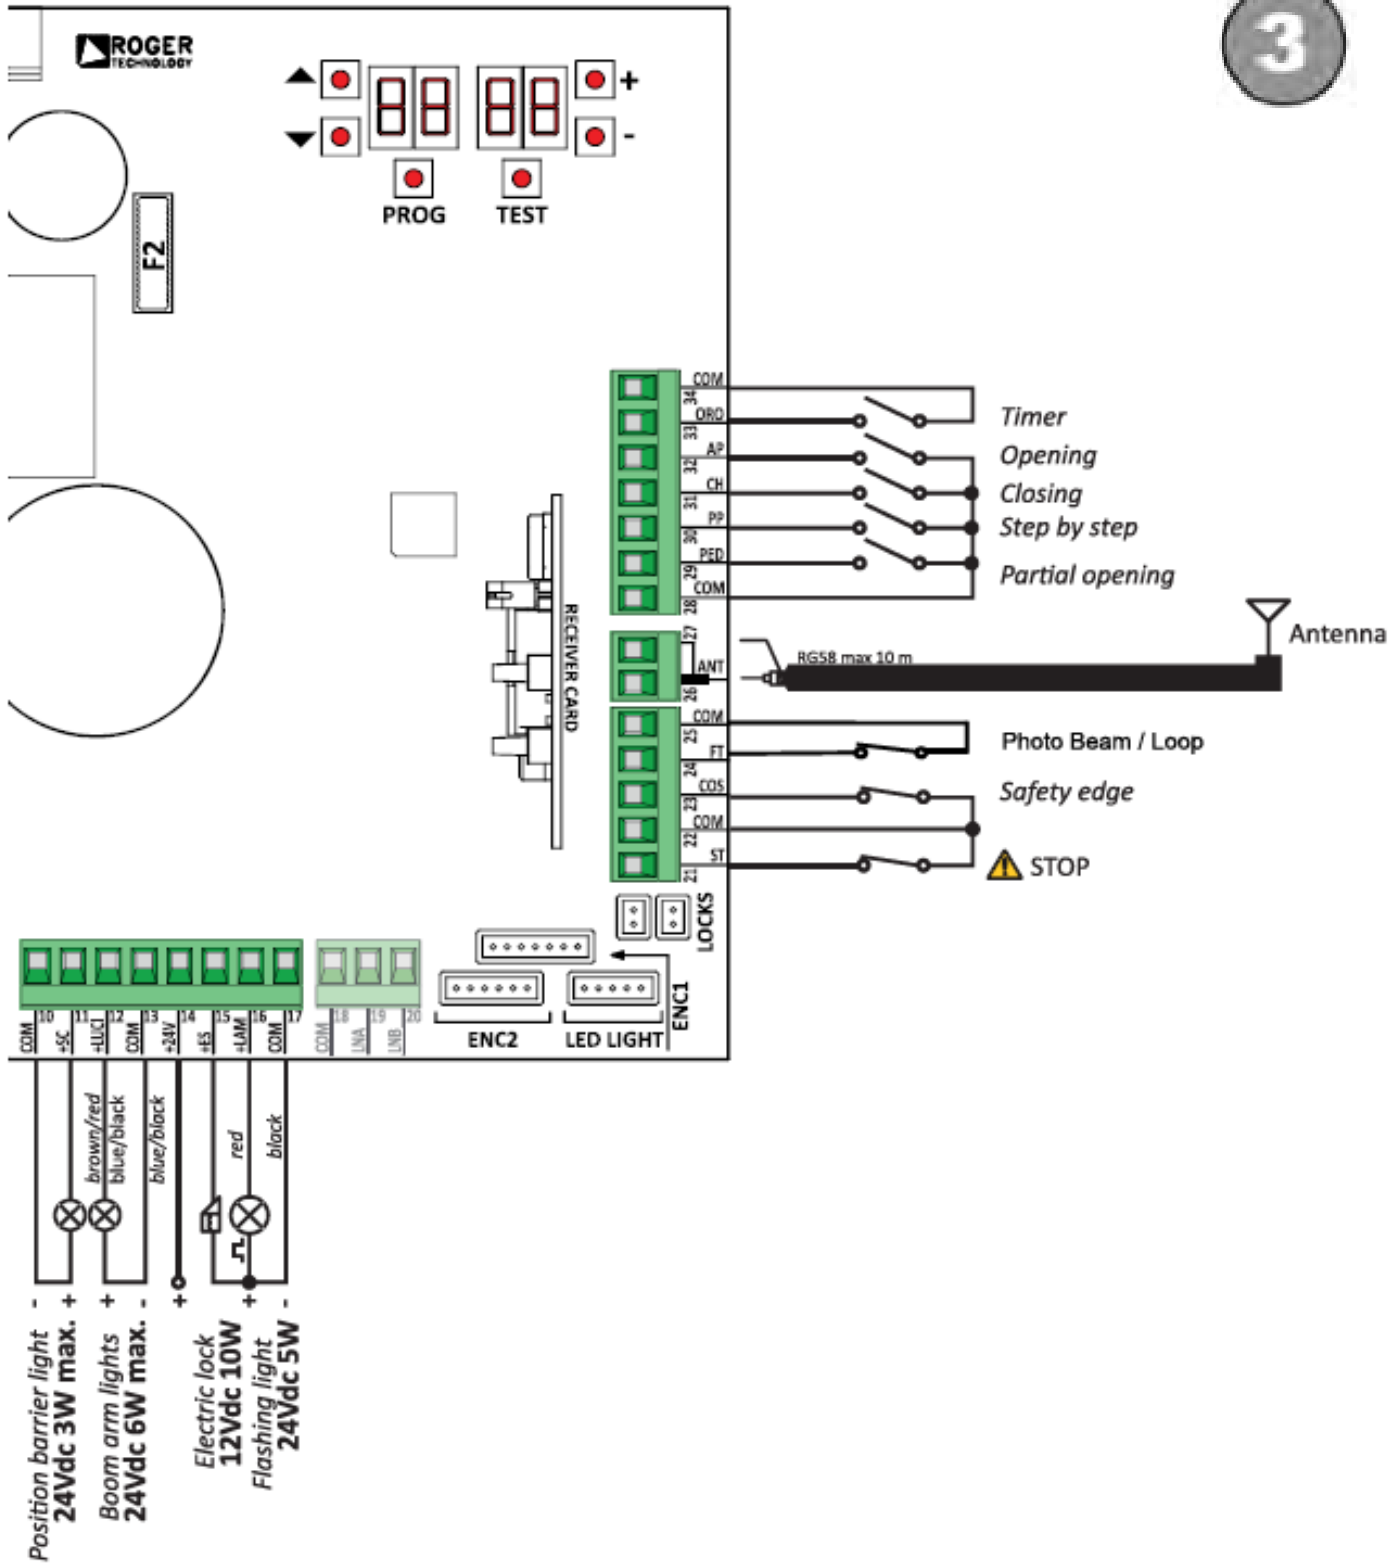 3
ROGER
TECHNOLOGY
+
-
PROG
TEST
F2
COM
34
ORO
33
AP
32
CH
31
PP
30
PED
29
COM
28
Timer
Opening
Closing
Step by step
Partial opening
27
ANT
26
RG58 max 10 m
Antenna
RECEIVER CARD
COM
25
FT
24
COS
23
COM
22
ST
21
Photo Beam / Loop
Safety edge
STOP
LOCKS
ENC1
ENC2
LED LIGHT
COM 10
+SC 11
+LUCI 12
COM 13
+24V 14
+ES 15
+LAM 16
COM 17
COM 18
LNA 19
LNB 20
brown/red
blue/black
blue/black
red
black
- + + - + + -
Position barrier light
24Vdc 3W max.
Boom arm lights
24Vdc 6W max.
Electric lock
12Vdc 10W
Flashing light
24Vdc 5W